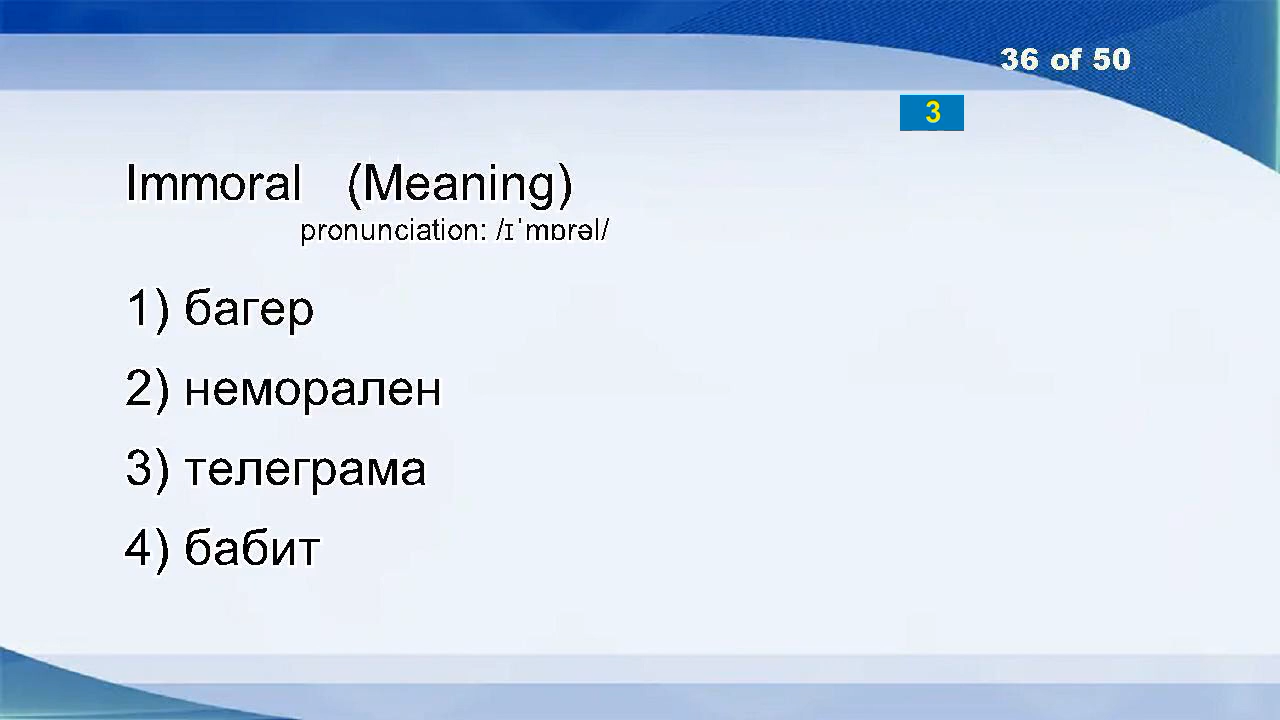 36 of 50
3
Immoral (Meaning)
pronunciation: /ɪˈmɒrəl/
1) багер
2) неморален
3) телеграма
4) бабит